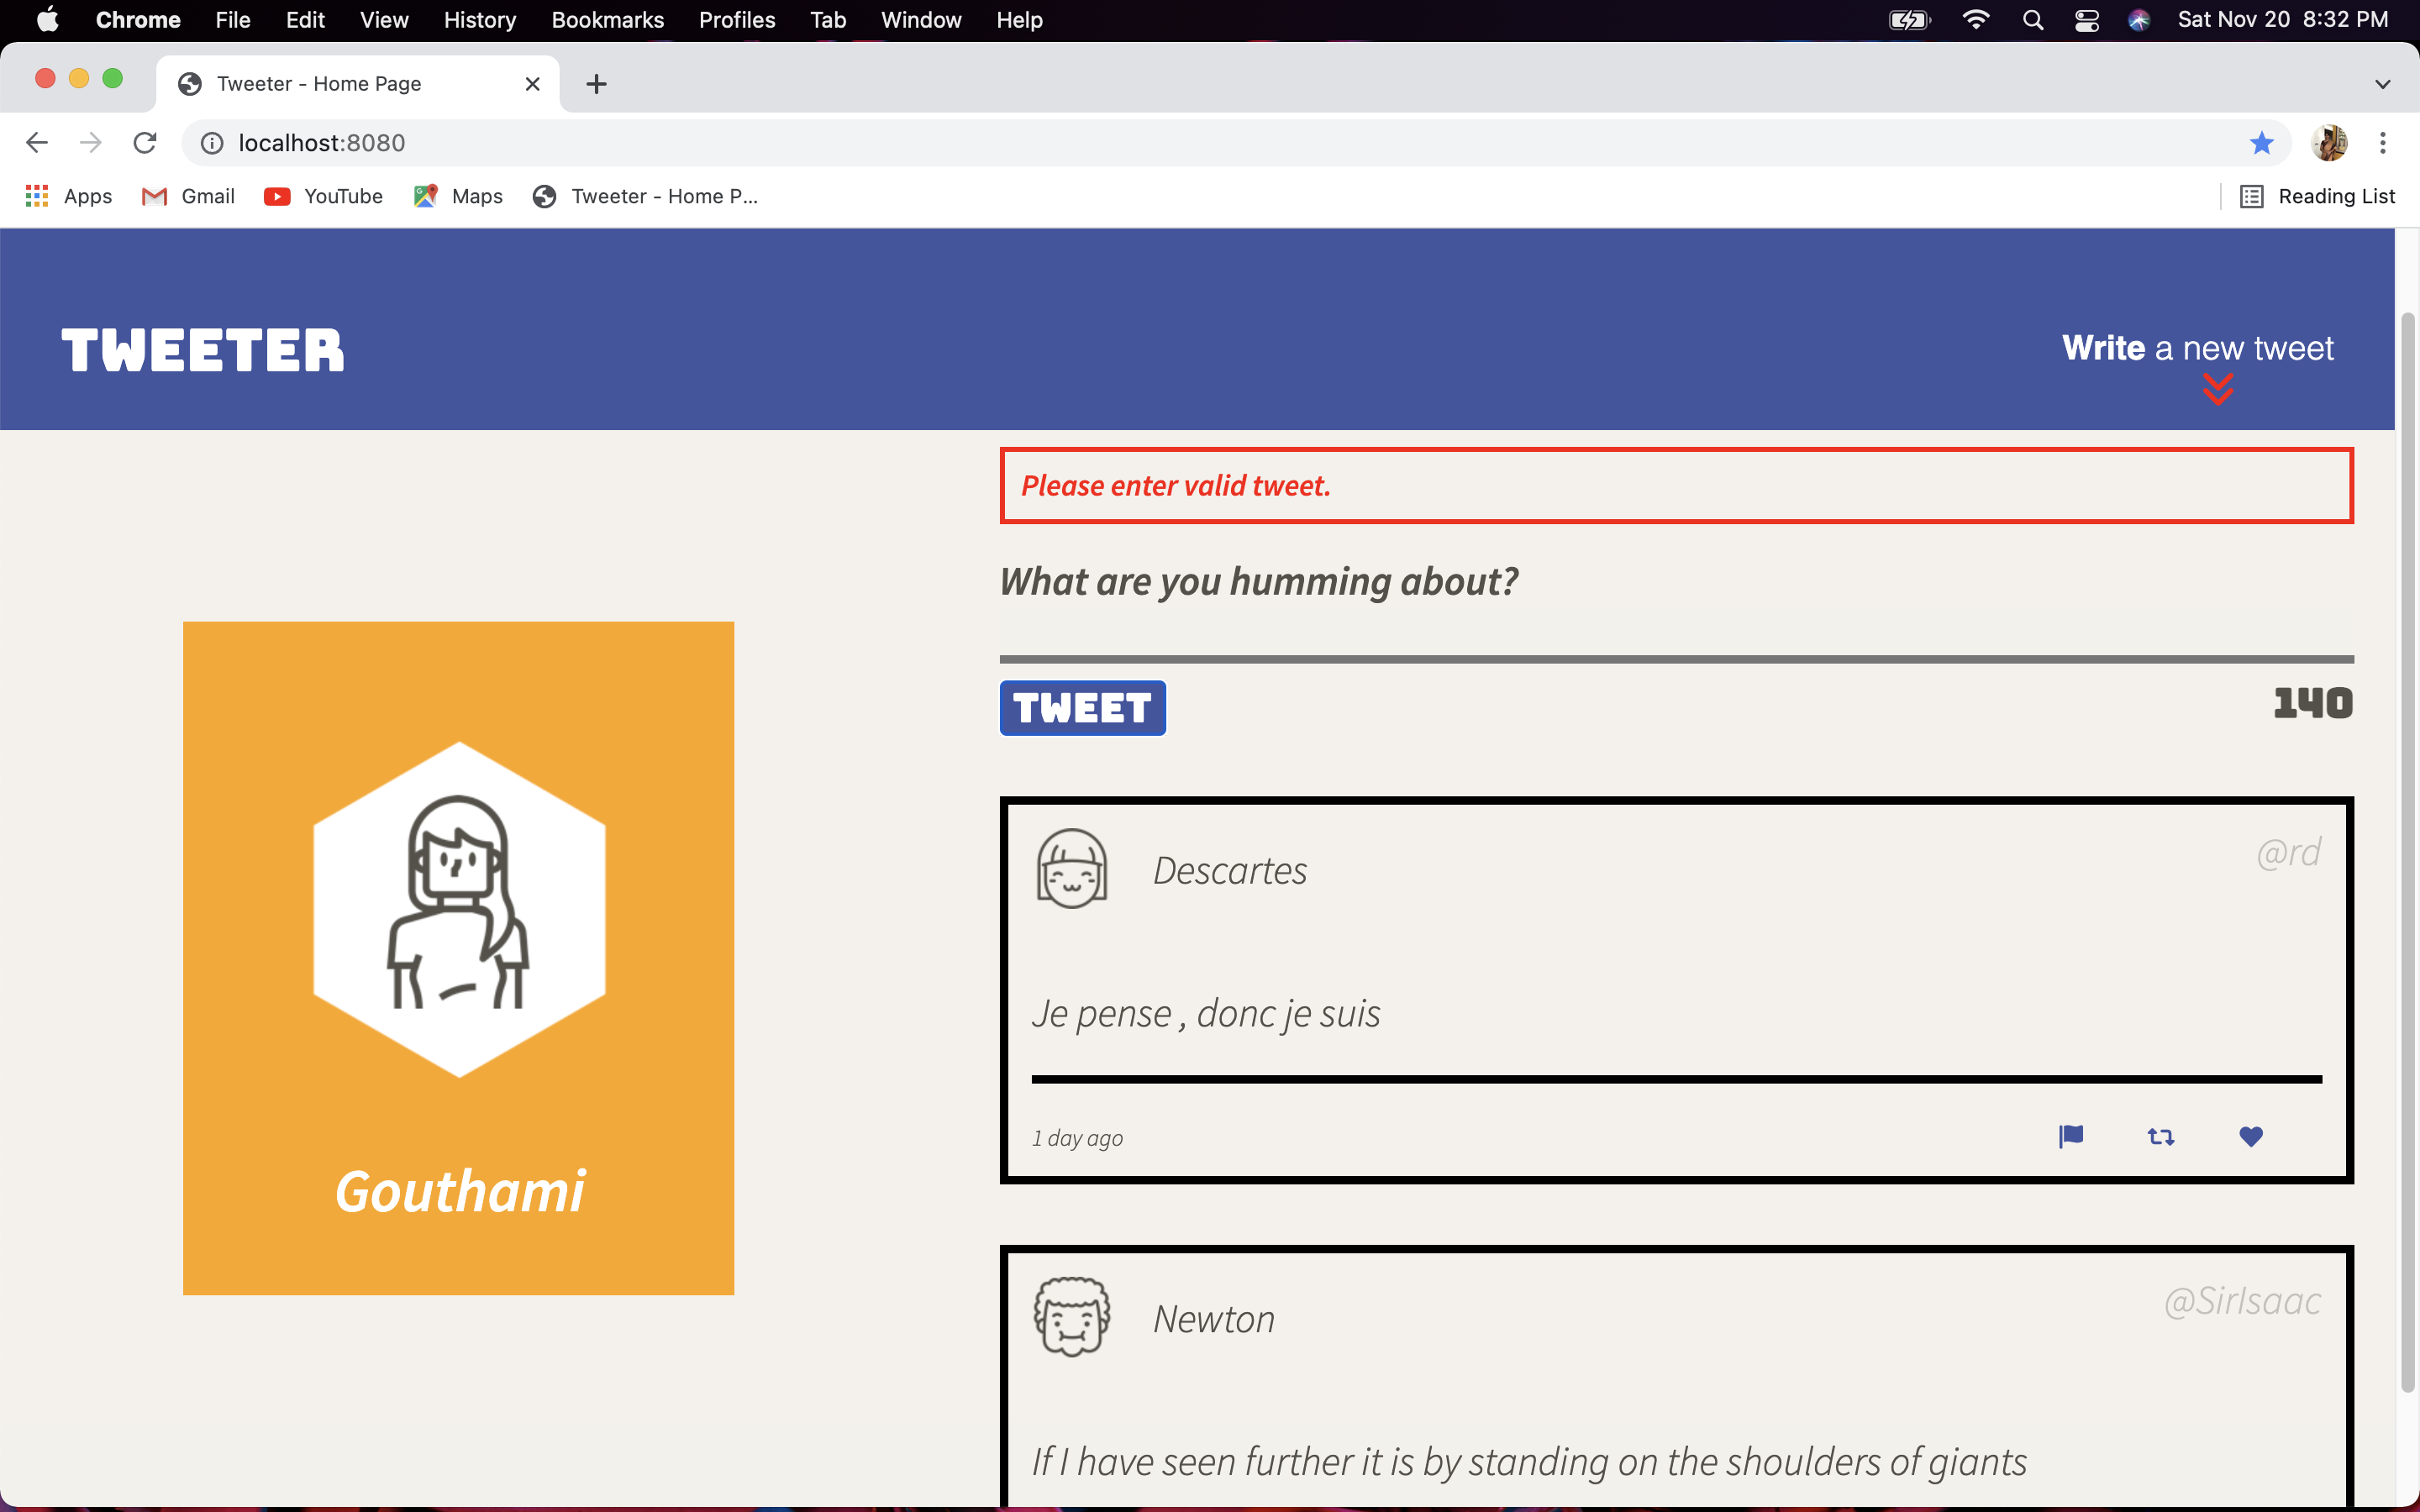 Chrome File Edit View History Bookmarks Profiles Tab Window Help Sat Nov 20 8:32 PM
Tweeter - Home Page
localhost:8080
Apps Gmail YouTube Maps Tweeter - Home P... Reading List
TWEETER
Write a new tweet
Please enter valid tweet.
What are you humming about?
TWEET 140
Gouthami
Descartes @rd
Je pense , donc je suis
1 day ago
Newton @SirIsaac
If I have seen further it is by standing on the shoulders of giants